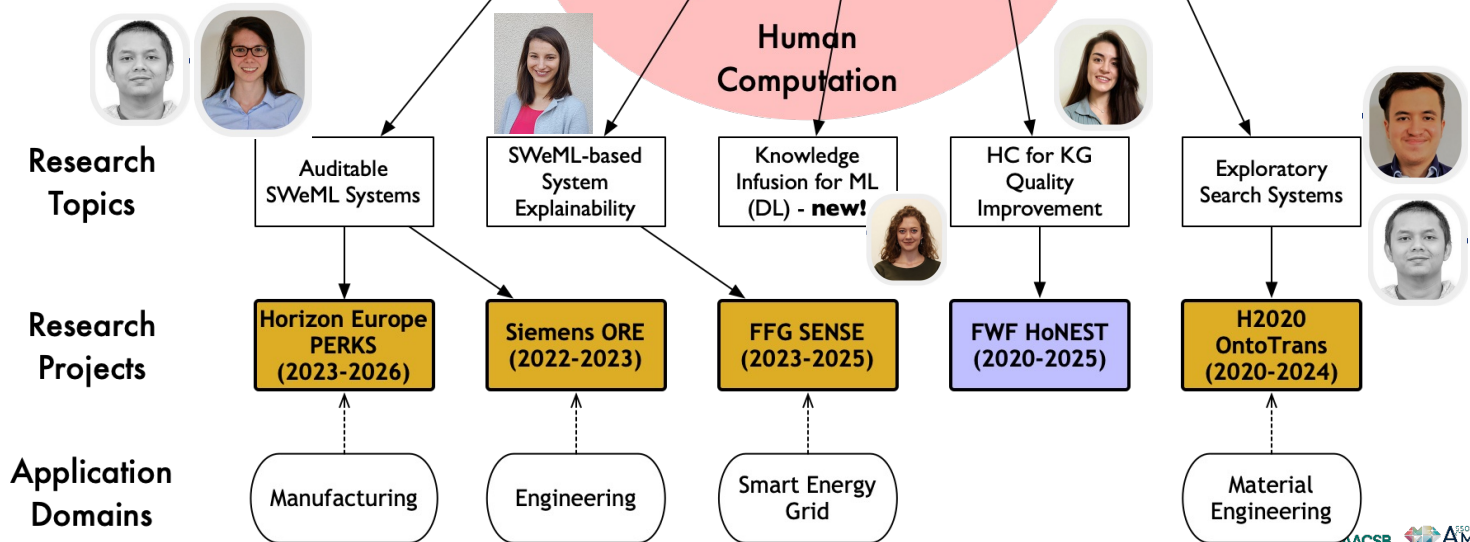 Human
Computation
Research
Topics
Auditable
SWeML Systems
SWeML-based
System
Explainability
Knowledge
Infusion for ML
(DL) - new!
HC for KG
Quality
Improvement
Exploratory
Search Systems
Research
Projects
Horizon Europe
PERKS
(2023-2026)
Siemens ORE
(2022-2023)
FFG SENSE
(2023-2025)
FWF HoNEST
(2020-2025)
H2020
OntoTrans
(2020-2024)
Application
Domains
Manufacturing
Engineering
Smart Energy
Grid
Material
Engineering